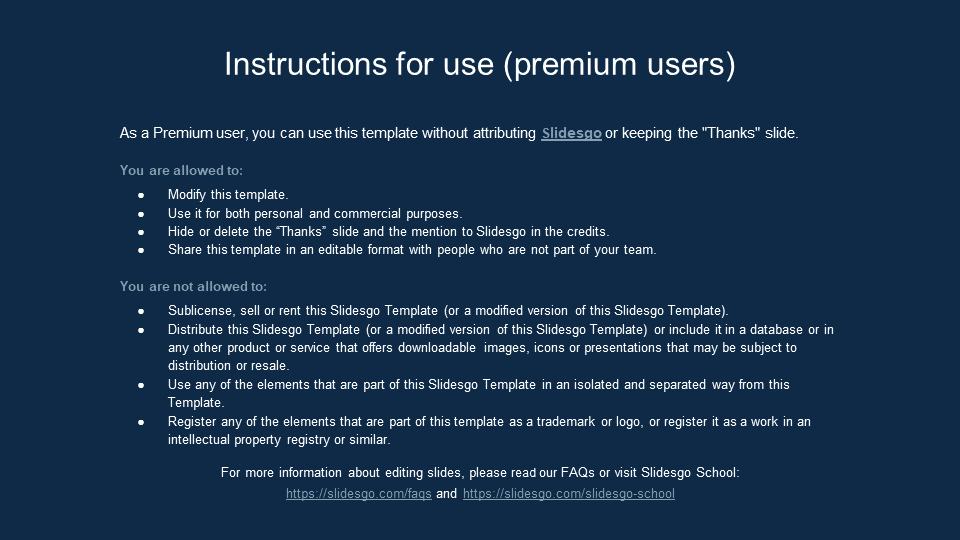 Instructions for use (premium users)
As a Premium user, you can use this template without attributing Slidesgo or keeping the "Thanks" slide.
You are allowed to:
● Modify this template.
● Use it for both personal and commercial purposes.
● Hide or delete the “Thanks” slide and the mention to Slidesgo in the credits.
● Share this template in an editable format with people who are not part of your team.
You are not allowed to:
● Sublicense, sell or rent this Slidesgo Template (or a modified version of this Slidesgo Template).
● Distribute this Slidesgo Template (or a modified version of this Slidesgo Template) or include it in a database or in
any other product or service that offers downloadable images, icons or presentations that may be subject to
distribution or resale.
● Use any of the elements that are part of this Slidesgo Template in an isolated and separated way from this
Template.
● Register any of the elements that are part of this template as a trademark or logo, or register it as a work in an
intellectual property registry or similar.
For more information about editing slides, please read our FAQs or visit Slidesgo School:
https://slidesgo.com/faqs and https://slidesgo.com/slidesgo-school